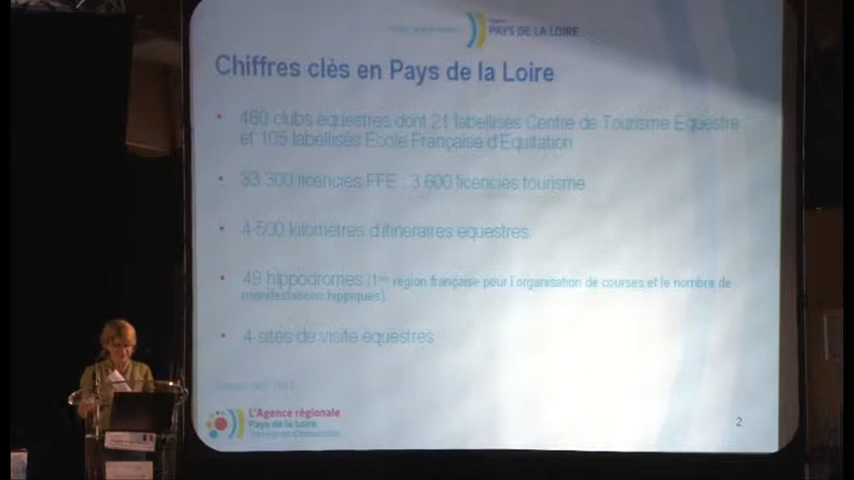 PAYS DE LA LOIRE
Chiffres clés en Pays de la Loire
• 460 clubs équestres dont 21 labellisés Centre de Tourisme Equestre
et 105 labellisés Ecole Française d'Equitation
• 33 300 licenciés FFE : 3 600 licenciés tourisme
• 4 500 kilomètres d'itinéraires équestres
• 49 hippodromes (1ère région française pour l'organisation de courses et le nombre de
manifestations hippiques)
• 4 sites de visite équestres
L'Agence régionale
Pays de la Loire
2